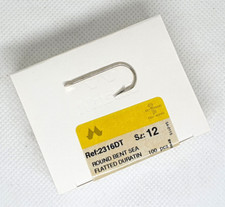 Ref:2316DT Sz: 12
ROUND BENT SEA
FLATTED DURATIN 100 pcs